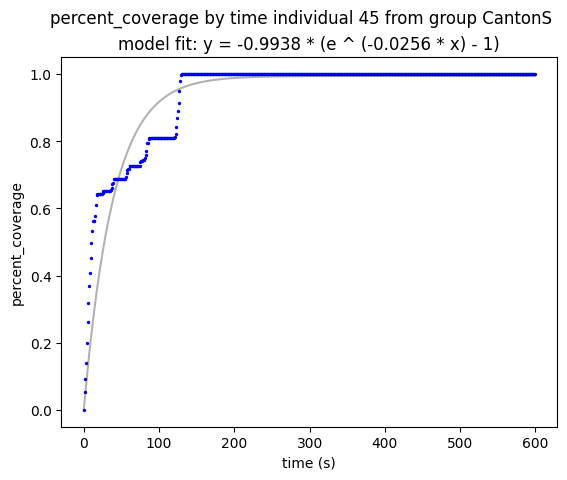 percent_coverage by time individual 45 from group CantonS
model fit: y = -0.9938 * (e ^ (-0.0256 * x) - 1)
1.0
0.8
0.6
0.4
0.2
0.0
percent_coverage
0 100 200 300 400 500 600
time (s)